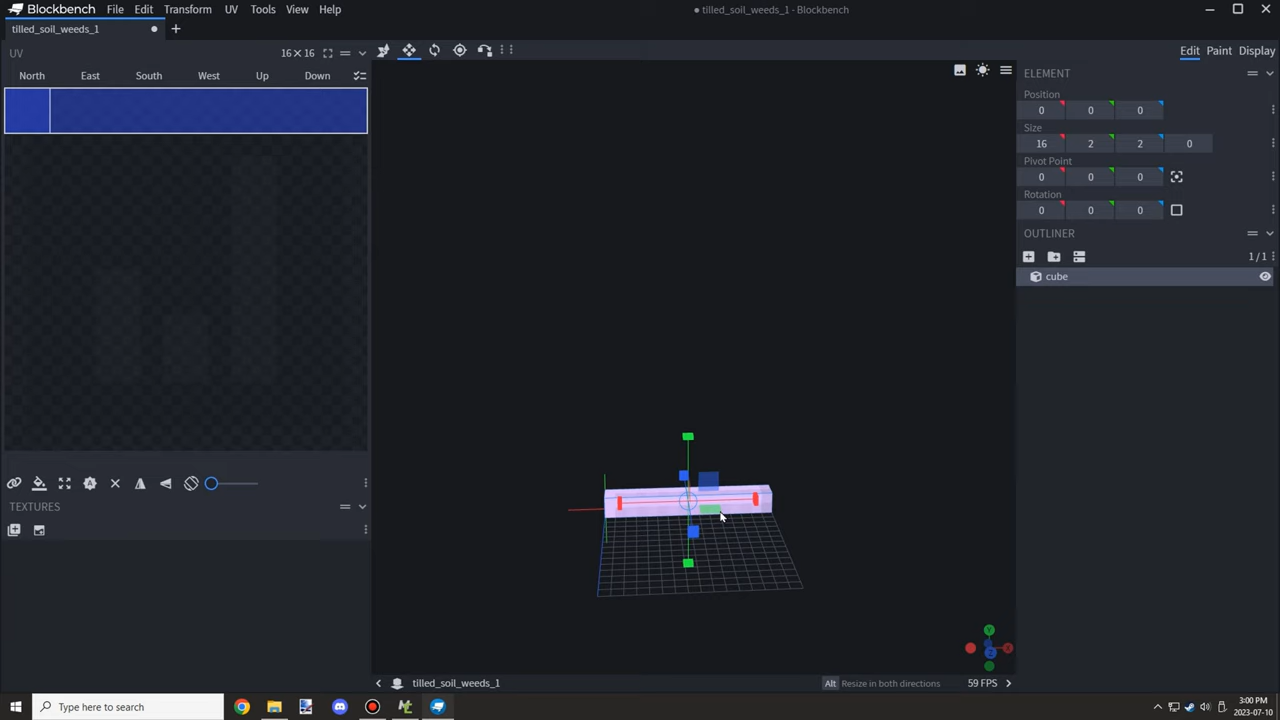 Blockbench File Edit Transform UV Tools View Help
tilled_soil_weeds_1 - Blockbench
tilled_soil_weeds_1
UV 16×16
North East South West Up Down
Edit Paint Display
ELEMENT
Position
0 0 0
Size
16 2 2 0
Pivot Point
0 0 0
Rotation
0 0 0
OUTLINER
1/1
cube
TEXTURES
Y
X
Z
tilled_soil_weeds_1
Alt Resize in both directions 59 FPS
Type here to search
3:00 PM
2023-07-10